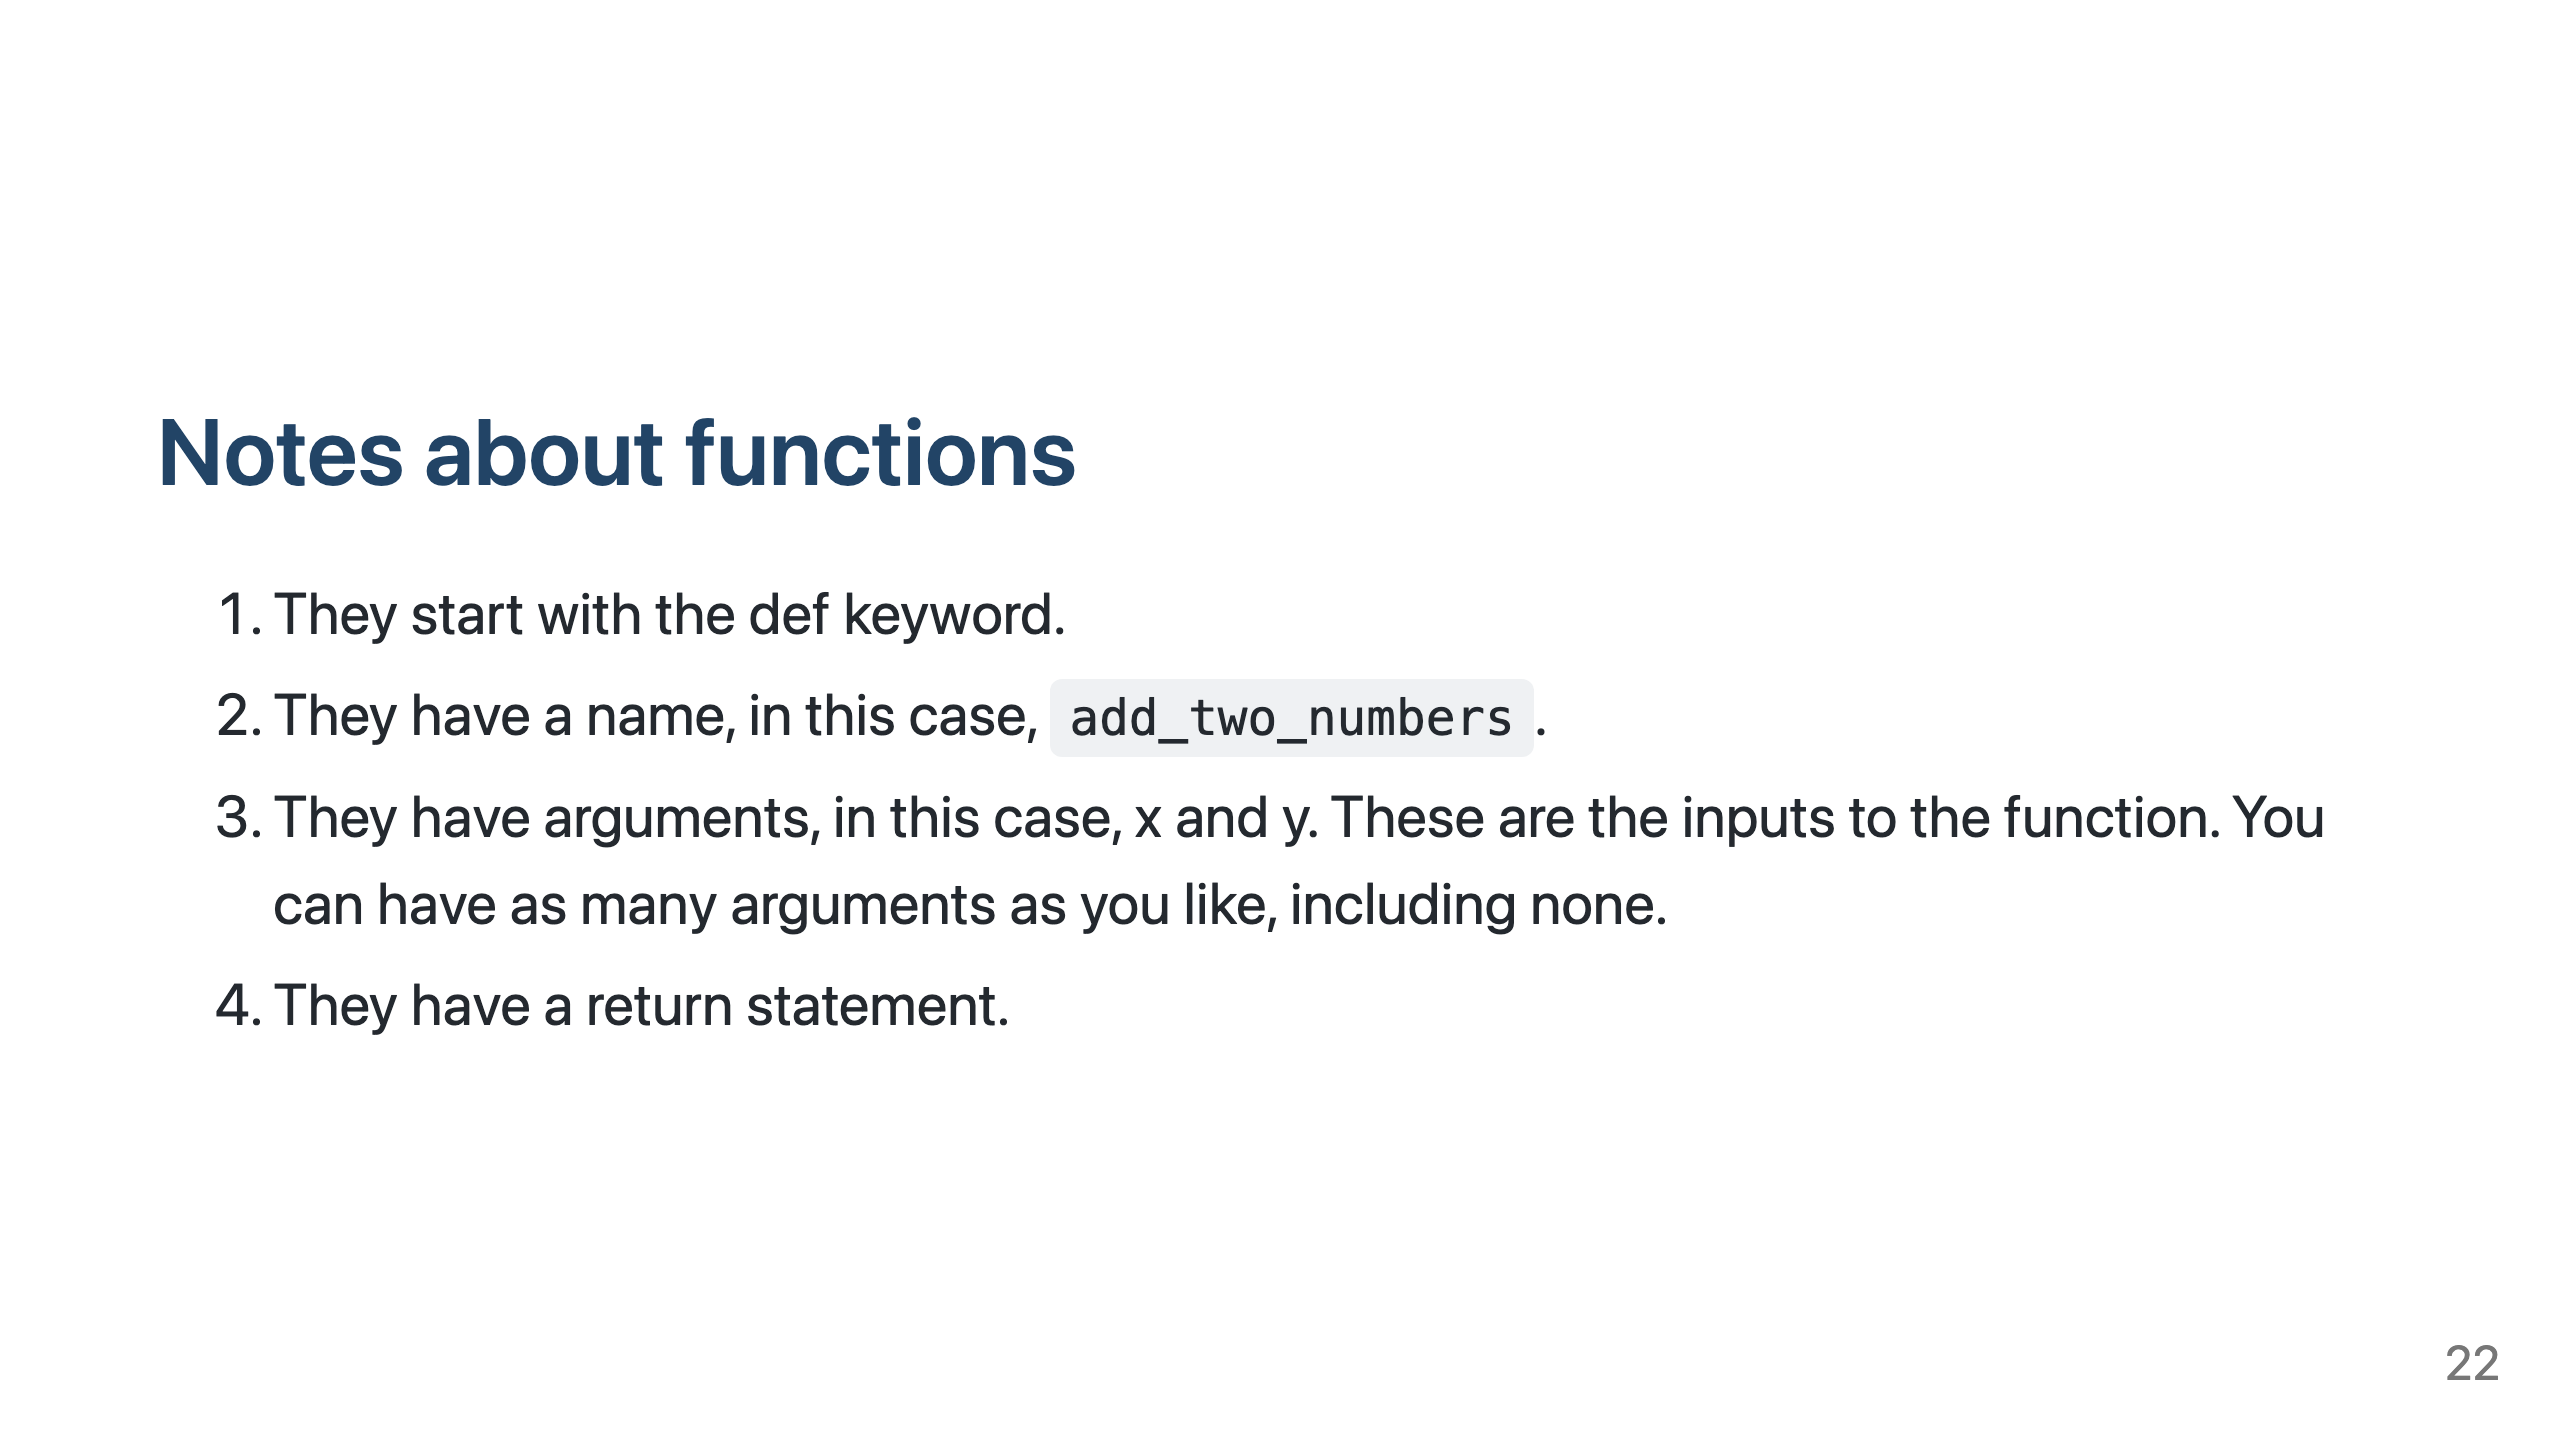 Notes about functions
1. They start with the def keyword.
2. They have a name, in this case, add_two_numbers.
3. They have arguments, in this case, x and y. These are the inputs to the function. You
can have as many arguments as you like, including none.
4. They have a return statement.
22